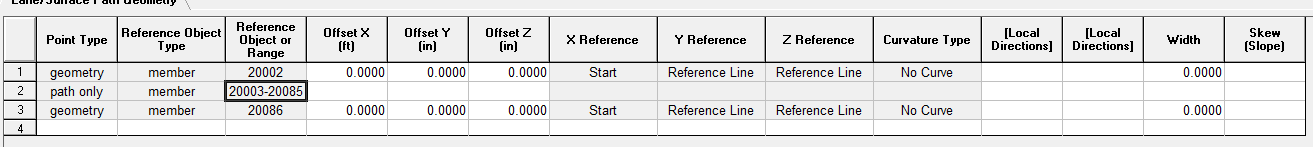 Lane/Surface Path Geometry
Point Type Reference Object Type Reference Object or Range Offset X (ft) Offset Y (in) Offset Z (in) X Reference Y Reference Z Reference Curvature Type [Local Directions] [Local Directions] Width Skew (Slope)
1 geometry member 20002 0.0000 0.0000 0.0000 Start Reference Line Reference Line No Curve 0.0000
2 path only member 20003-20085
3 geometry member 20086 0.0000 0.0000 0.0000 Start Reference Line Reference Line No Curve 0.0000
4